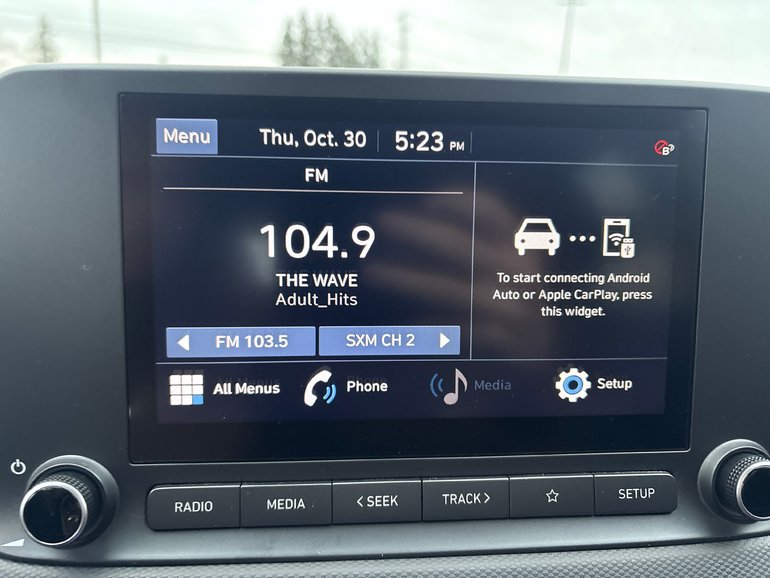 Menu Thu, Oct. 30 5:23 PM
B
FM
104.9
THE WAVE
Adult_Hits
FM 103.5 SXM CH 2
To start connecting Android
Auto or Apple CarPlay, press
this widget.
All Menus Phone Media Setup
RADIO MEDIA < SEEK TRACK > SETUP